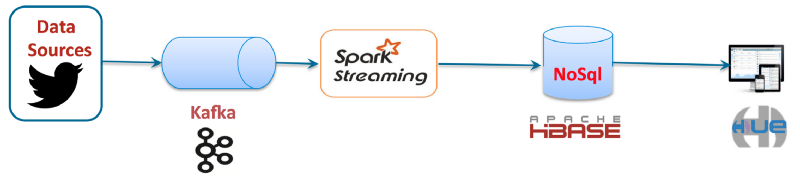 Data
Sources
Kafka
Spark
Streaming
NoSql
APACHE
HBASE
HUE